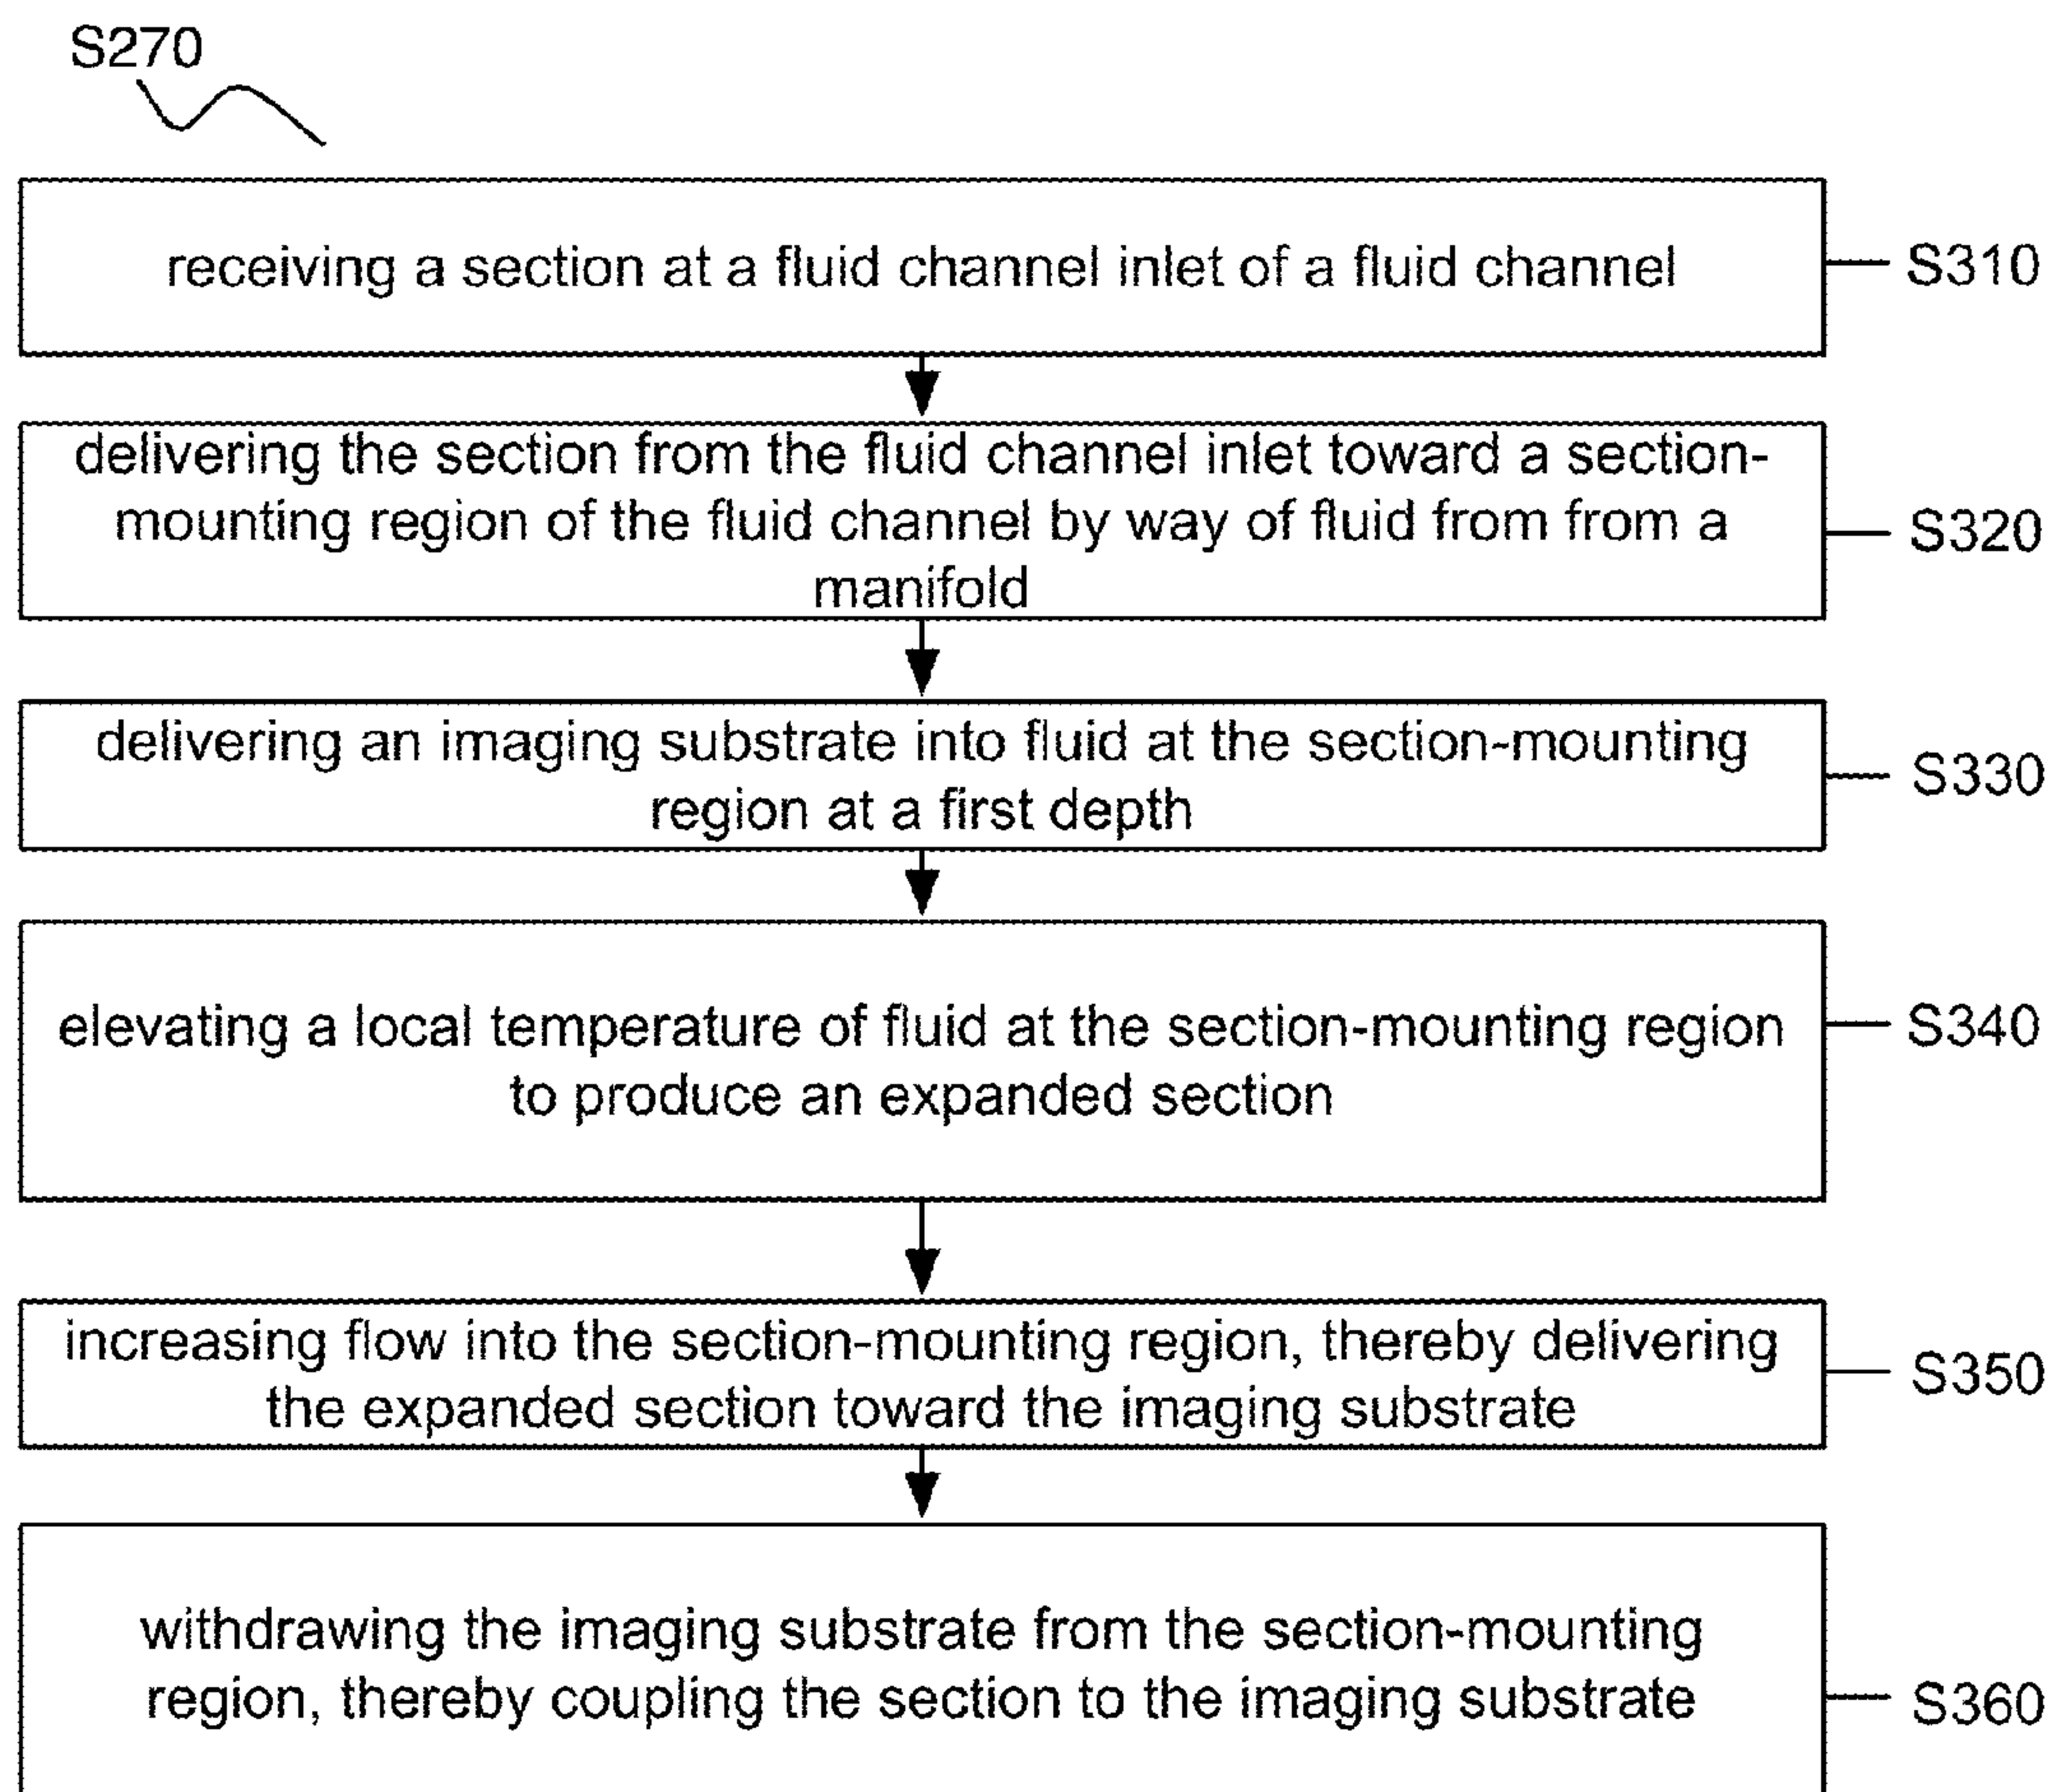 S270
receiving a section at a fluid channel inlet of a fluid channel
S310
delivering the section from the fluid channel inlet toward a section-
mounting region of the fluid channel by way of fluid from from a
manifold
S320
delivering an imaging substrate into fluid at the section-mounting
region at a first depth
S330
elevating a local temperature of fluid at the section-mounting region
to produce an expanded section
S340
increasing flow into the section-mounting region, thereby delivering
the expanded section toward the imaging substrate
S350
withdrawing the imaging substrate from the section-mounting
region, thereby coupling the section to the imaging substrate
S360